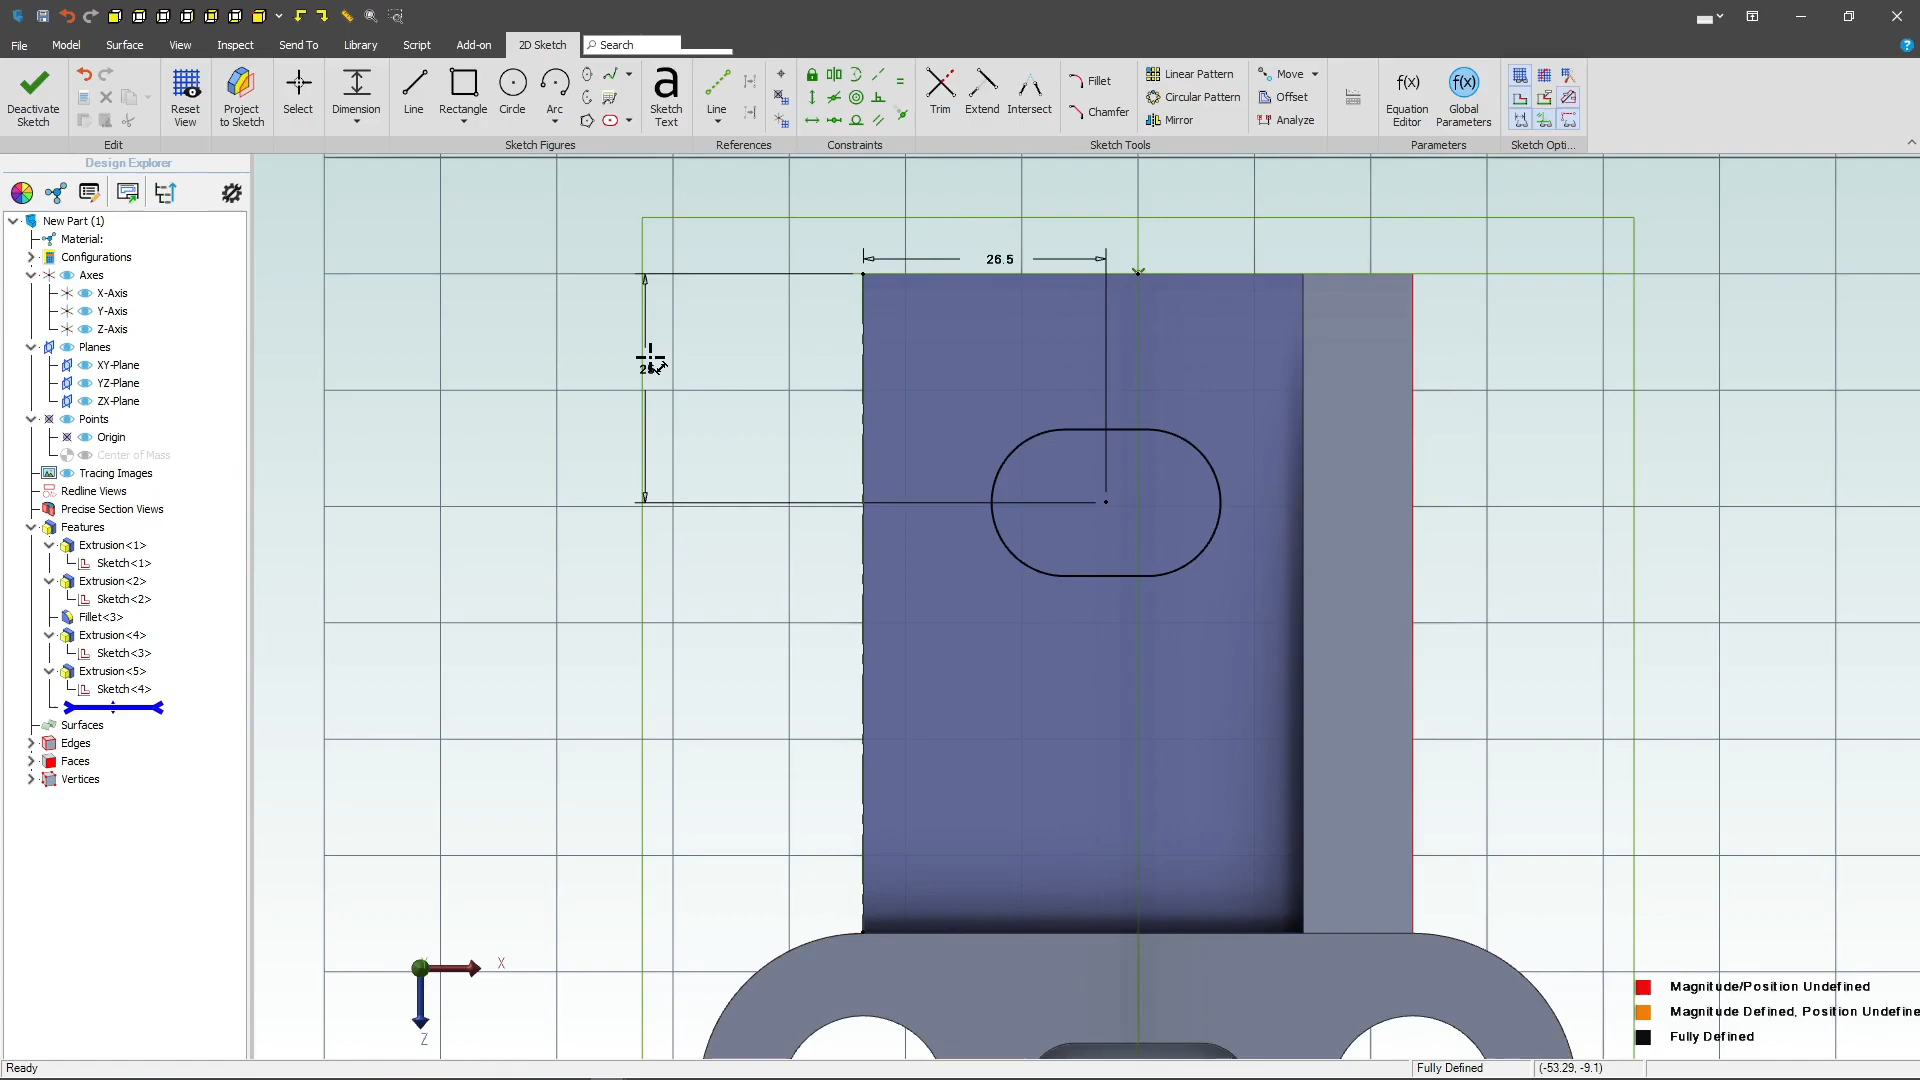 File
Model
Surface
View
Inspect
Send To
Library
Script
Add-on
2D Sketch
Search
Deactivate
Sketch
Reset
View
Project
to Sketch
Select
Dimension
Line
Rectangle
Circle
Arc
a
Sketch
Text
Line
Trim
Extend
Intersect
Fillet
Chamfer
Linear Pattern
Circular Pattern
Mirror
Move
Offset
Analyze
f(x)
Equation
Editor
f(x)
Global
Parameters
Edit
Sketch Figures
References
Constraints
Sketch Tools
Parameters
Sketch Opti...
Design Explorer
New Part (1)
Material:
Configurations
Axes
X-Axis
Y-Axis
Z-Axis
Planes
XY-Plane
YZ-Plane
ZX-Plane
Points
Origin
Center of Mass
Tracing Images
Redline Views
Precise Section Views
Features
Extrusion<1>
Sketch<1>
Extrusion<2>
Sketch<2>
Fillet<3>
Extrusion<4>
Sketch<3>
Extrusion<5>
Sketch<4>
Surfaces
Edges
Faces
Vertices
26.5
X
Z
Magnitude/Position Undefined
Magnitude Defined, Position Undefine
Fully Defined
Ready
Fully Defined
(-53.29, -9.1)